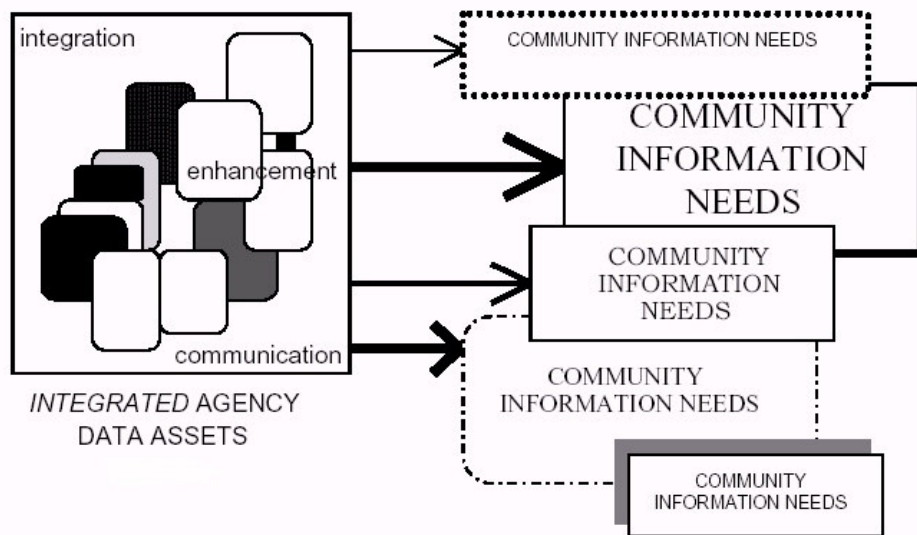 integration
enhancement
communication
INTEGRATED AGENCY
DATA ASSETS
COMMUNITY INFORMATION NEEDS
COMMUNITY
INFORMATION
NEEDS
COMMUNITY
INFORMATION
NEEDS
COMMUNITY
INFORMATION NEEDS
COMMUNITY
INFORMATION NEEDS